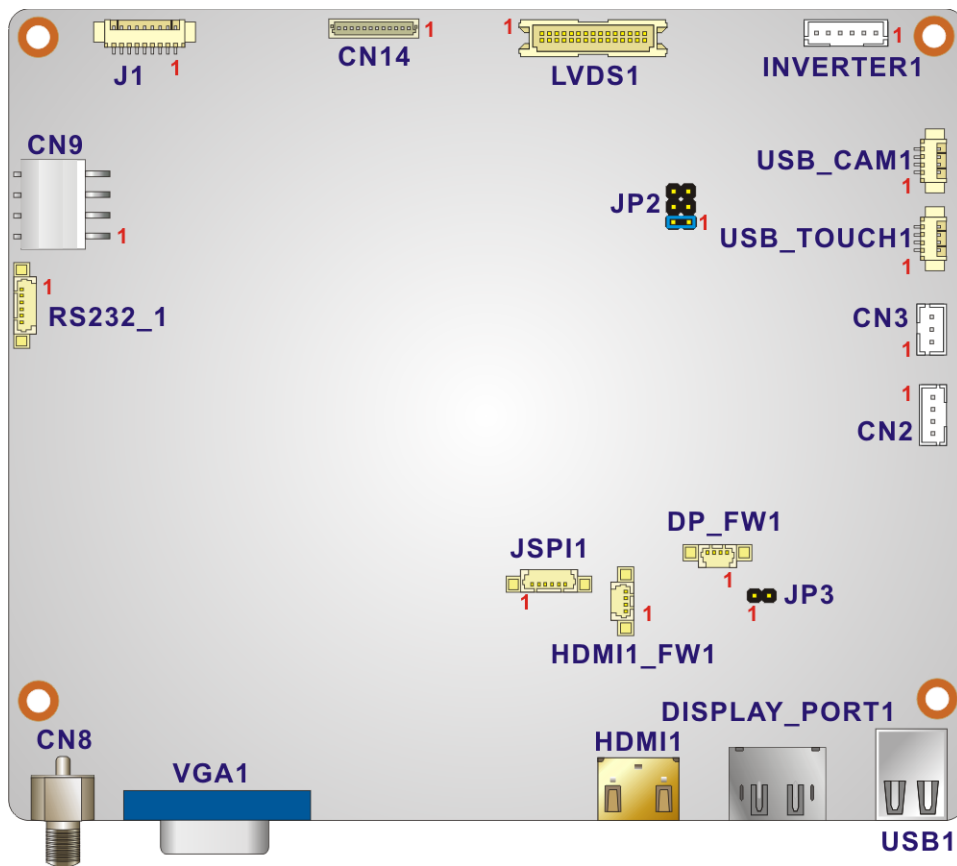 1
1
1
1
J1
CN14
LVDS1
INVERTER1
CN9
USB_CAM1
1
JP2
1
1
USB_TOUCH1
1
1
RS232_1
CN3
1
1
CN2
DP_FW1
JSPI1
1
1
JP3
1
1
HDMI1_FW1
DISPLAY_PORT1
CN8
HDMI1
VGA1
USB1